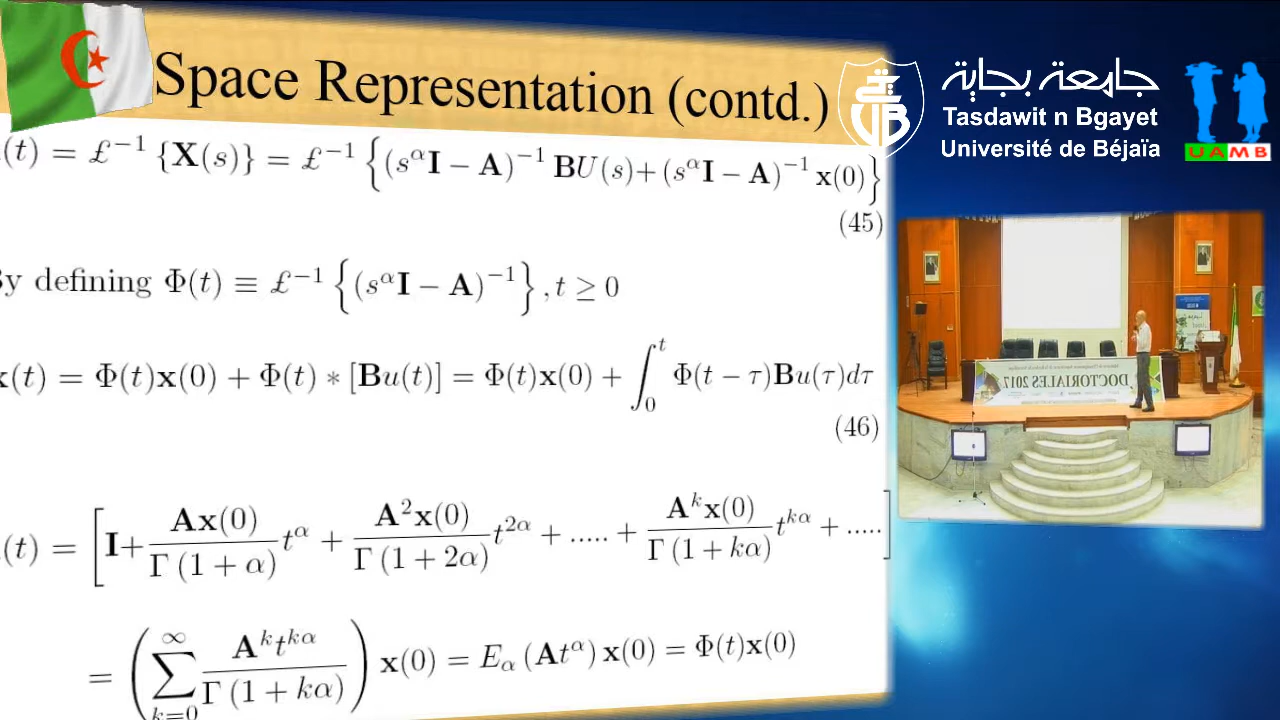 Space Representation (contd.)
(t) = £⁻¹ {X(s)} = £⁻¹ {(s^α I − A)⁻¹ BU(s)+(s^α I − A)⁻¹ x(0)}
(45)
By defining Φ(t) ≡ £⁻¹ {(s^α I − A)⁻¹}, t ≥ 0
x(t) = Φ(t)x(0) + Φ(t) ∗ [Bu(t)] = Φ(t)x(0) + ∫₀ᵗ Φ(t − τ)Bu(τ)dτ
(46)
(t) = [I+ Ax(0)/Γ(1 + α) t^α + A²x(0)/Γ(1 + 2α) t^2α + ..... + A^k x(0)/Γ(1 + kα) t^kα + .....]
= (∑_{k=0}^{∞} A^k t^kα/Γ(1 + kα)) x(0) = E_α (At^α) x(0) = Φ(t)x(0)
جامعة بجاية
Tasdawit n Bgayet
Université de Béjaïa
UAMB
DOCTORIALES 2017